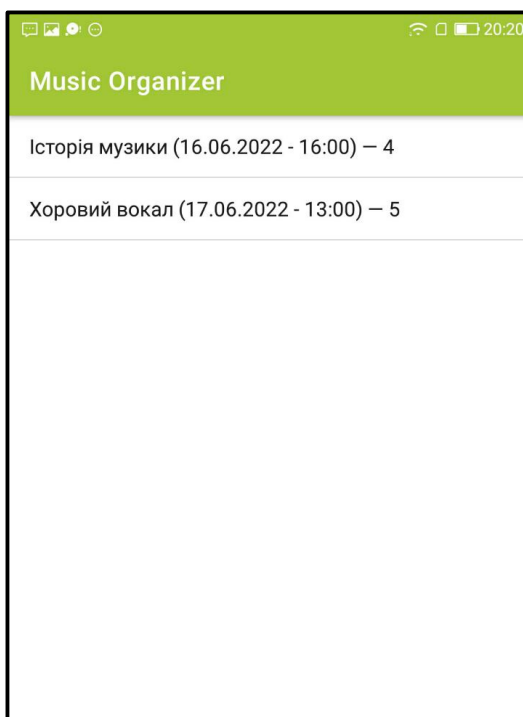 20:20
Music Organizer
Історія музики (16.06.2022 - 16:00) — 4
Хоровий вокал (17.06.2022 - 13:00) — 5